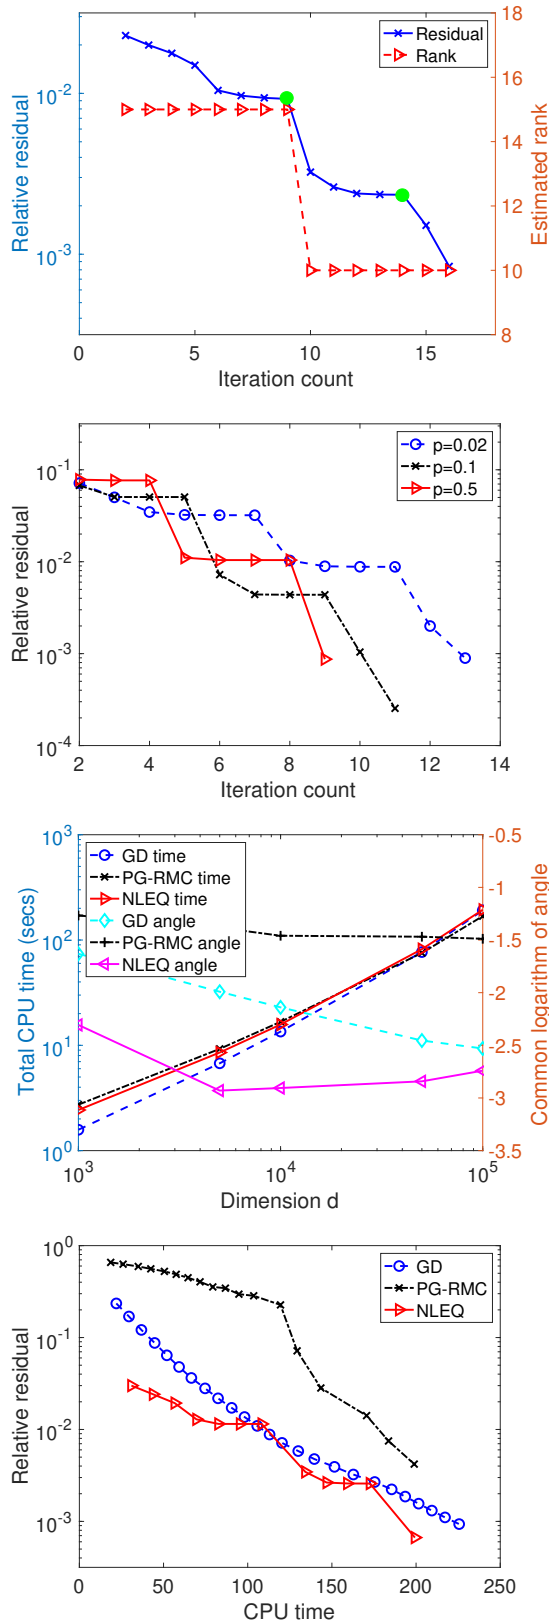 Residual
Rank
10^-2
10^-3
Relative residual
18
16
14
12
10
8
Estimated rank
0 5 10 15
Iteration count
p=0.02
p=0.1
p=0.5
10^-1
10^-2
10^-3
10^-4
Relative residual
2 4 6 8 10 12 14
Iteration count
GD time
PG-RMC time
NLEQ time
GD angle
PG-RMC angle
NLEQ angle
10^3
10^2
10^1
10^0
Total CPU time (secs)
-0.5
-1
-1.5
-2
-2.5
-3
-3.5
Common logarithm of angle
10^3 10^4 10^5
Dimension d
GD
PG-RMC
NLEQ
10^0
10^-1
10^-2
10^-3
Relative residual
0 50 100 150 200 250
CPU time